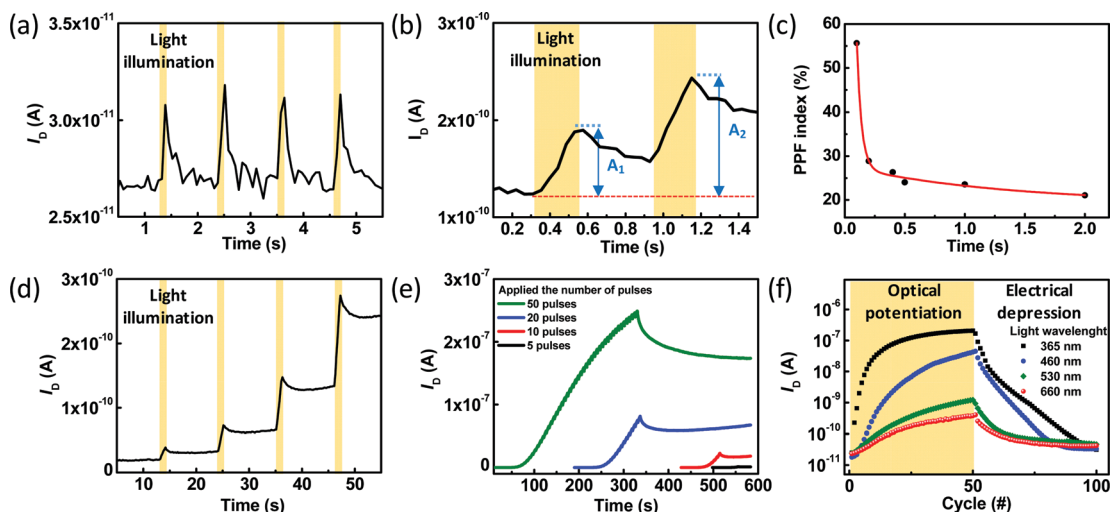 (a)
3.5x10⁻¹¹
3.0x10⁻¹¹
2.5x10⁻¹¹
I_D (A)
Light
illumination
1 2 3 4 5
Time (s)
(b)
3x10⁻¹⁰
2x10⁻¹⁰
1x10⁻¹⁰
I_D (A)
Light
illumination
A₁
A₂
0.2 0.4 0.6 0.8 1.0 1.2 1.4
Time (s)
(c)
60
50
40
30
20
PPF index (%)
0.0 0.5 1.0 1.5 2.0
Time (s)
(d)
3x10⁻¹⁰
2x10⁻¹⁰
1x10⁻¹⁰
0
I_D (A)
Light
illumination
10 20 30 40 50
Time (s)
(e)
3x10⁻⁷
2x10⁻⁷
1x10⁻⁷
0
I_D (A)
Applied the number of pulses
50 pulses
20 pulses
10 pulses
5 pulses
100 200 300 400 500 600
Time (s)
(f)
10⁻⁶
10⁻⁷
10⁻⁸
10⁻⁹
10⁻¹⁰
10⁻¹¹
I_D (A)
Optical
potentiation
Electrical
depression
Light wavelenght
365 nm
460 nm
530 nm
660 nm
0 50 100
Cycle (#)